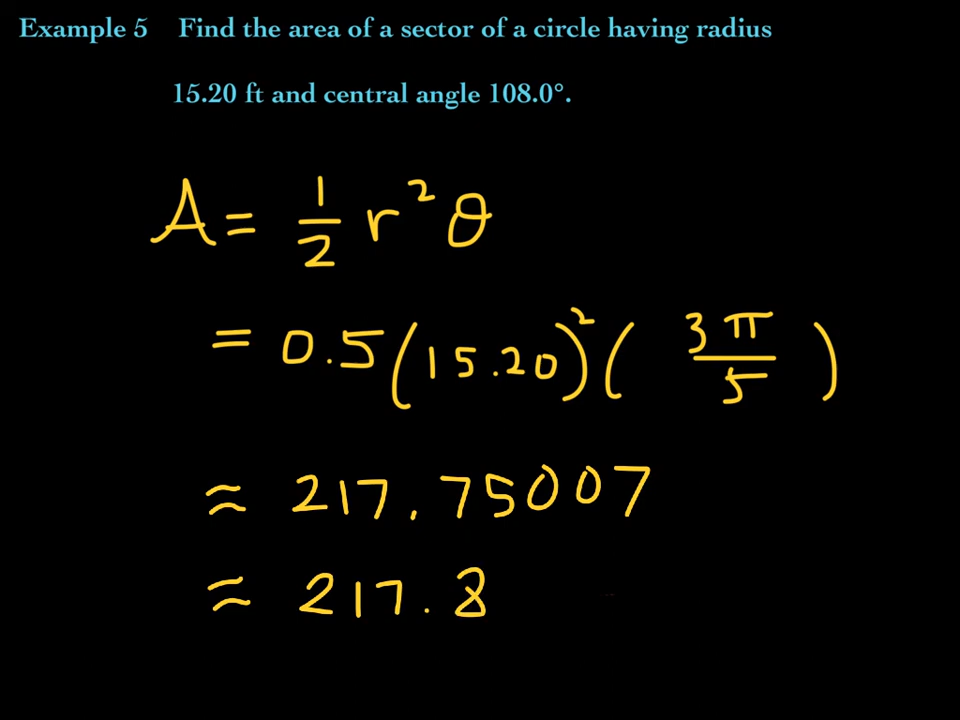 Example 5 Find the area of a sector of a circle having radius
15.20 ft and central angle 108.0°.
A = 1/2 r² θ
= 0.5(15.20)²(3π/5)
≈ 217.75007
≈ 217.8